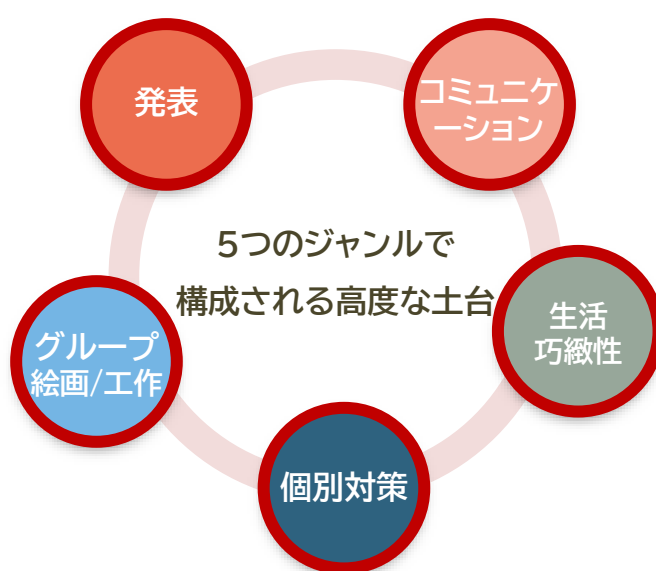 発表
コミュニケ
ーション
5つのジャンルで
構成される高度な土台
生活
巧緻性
グループ
絵画/工作
個別対策